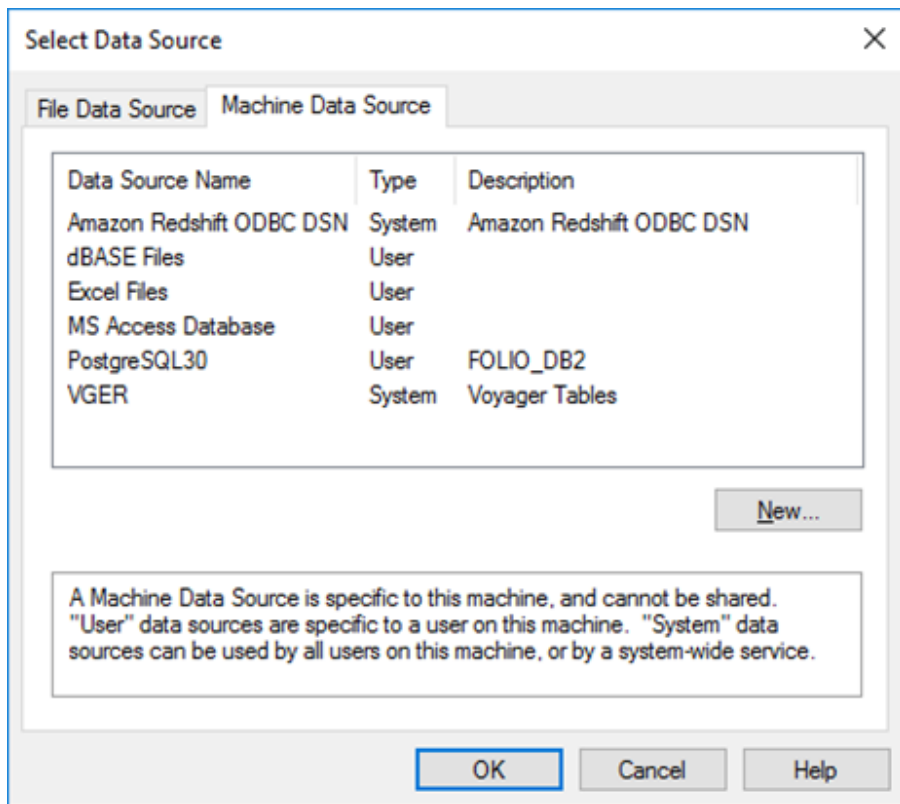 Select Data Source
File Data Source Machine Data Source
Data Source Name Type Description
Amazon Redshift ODBC DSN System Amazon Redshift ODBC DSN
dBASE Files User
Excel Files User
MS Access Database User
PostgreSQL30 User FOLIO_DB2
VGER System Voyager Tables
New...
A Machine Data Source is specific to this machine, and cannot be shared.
"User" data sources are specific to a user on this machine. "System" data
sources can be used by all users on this machine, or by a system-wide service.
OK Cancel Help